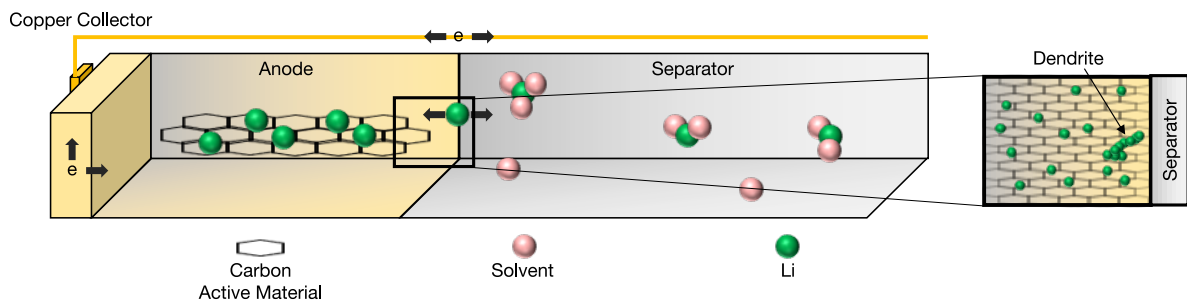 Copper Collector
e
Anode
Separator
Dendrite
e
Separator
Carbon
Active Material
Solvent
Li